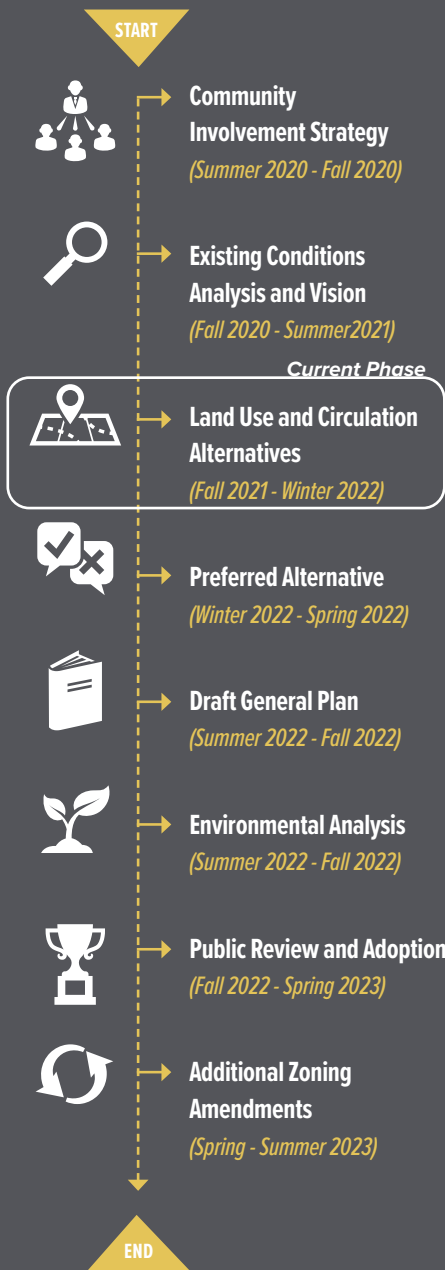 START
Community
Involvement Strategy
(Summer 2020 - Fall 2020)
Existing Conditions
Analysis and Vision
(Fall 2020 - Summer2021)
Current Phase
Land Use and Circulation
Alternatives
(Fall 2021 - Winter 2022)
Preferred Alternative
(Winter 2022 - Spring 2022)
Draft General Plan
(Summer 2022 - Fall 2022)
Environmental Analysis
(Summer 2022 - Fall 2022)
Public Review and Adoption
(Fall 2022 - Spring 2023)
Additional Zoning
Amendments
(Spring - Summer 2023)
END